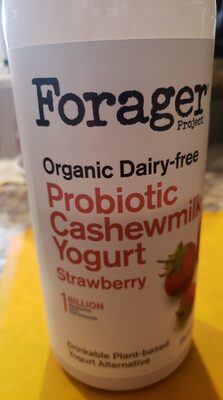 Forager
Project
Organic Dairy-free
Probiotic
Cashewmilk
Yogurt
Strawberry
1 BILLION
Drinkable Plant-based
Yogurt Alternative